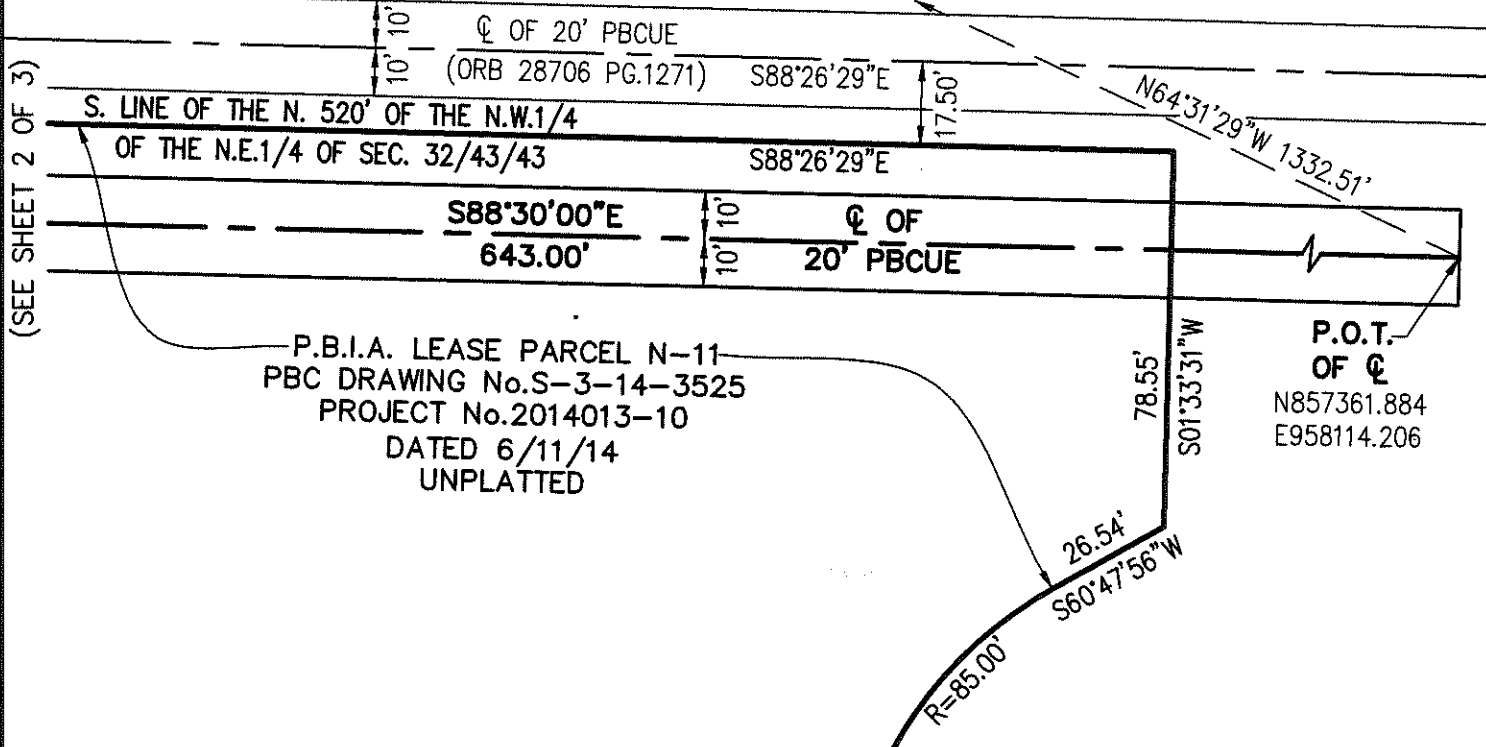 10' 10'
℄ OF 20' PBCUE
(ORB 28706 PG.1271) S88°26'29"E
17.50'
N64°31'29"W 1332.51'
(SEE SHEET 2 OF 3)
S. LINE OF THE N. 520' OF THE N.W.1/4
OF THE N.E.1/4 OF SEC. 32/43/43 S88°26'29"E
S88°30'00"E
643.00'
10' 10'
℄ OF
20' PBCUE
P.O.T.
OF ℄
N857361.884
E958114.206
78.55'
S01°33'31"W
P.B.I.A. LEASE PARCEL N-11
PBC DRAWING No.S-3-14-3525
PROJECT No.2014013-10
DATED 6/11/14
UNPLATTED
26.54'
S60°47'56"W
R=85.00'